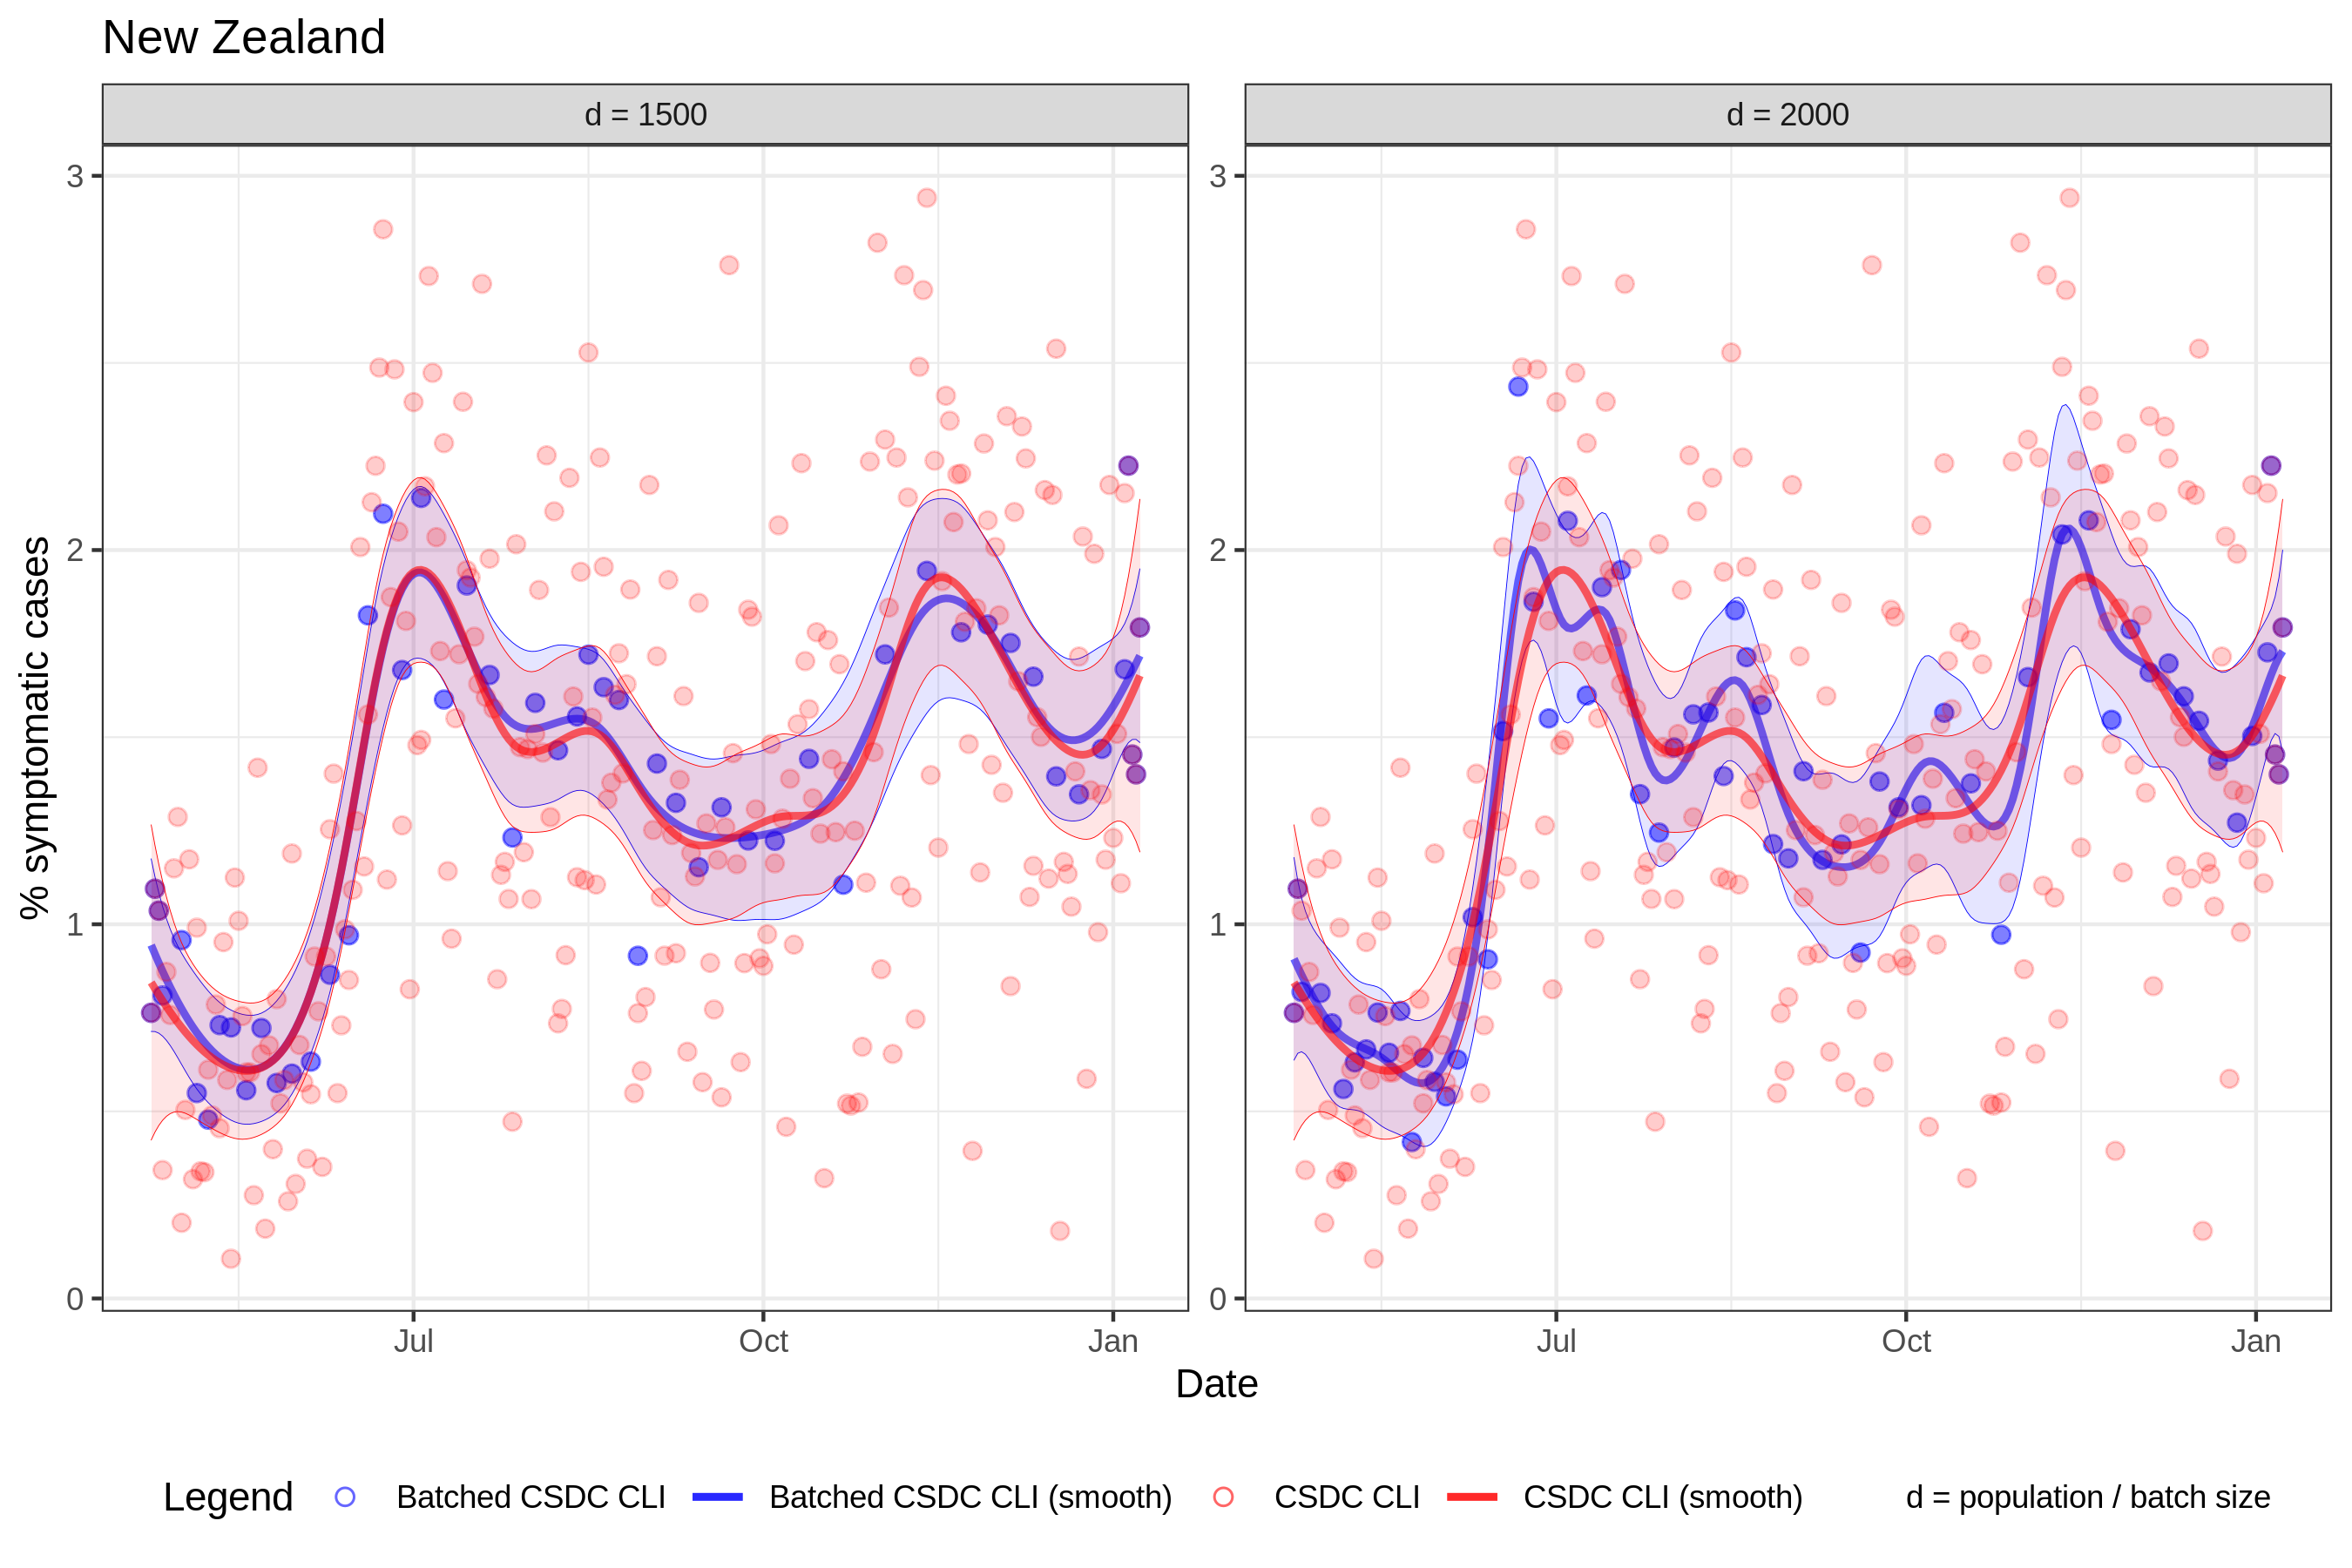 New Zealand
d = 1500
d = 2000
% symptomatic cases
3
2
1
0
3
2
1
0
Jul
Oct
Jan
Jul
Oct
Jan
Date
Legend Batched CSDC CLI Batched CSDC CLI (smooth) CSDC CLI CSDC CLI (smooth) d = population / batch size